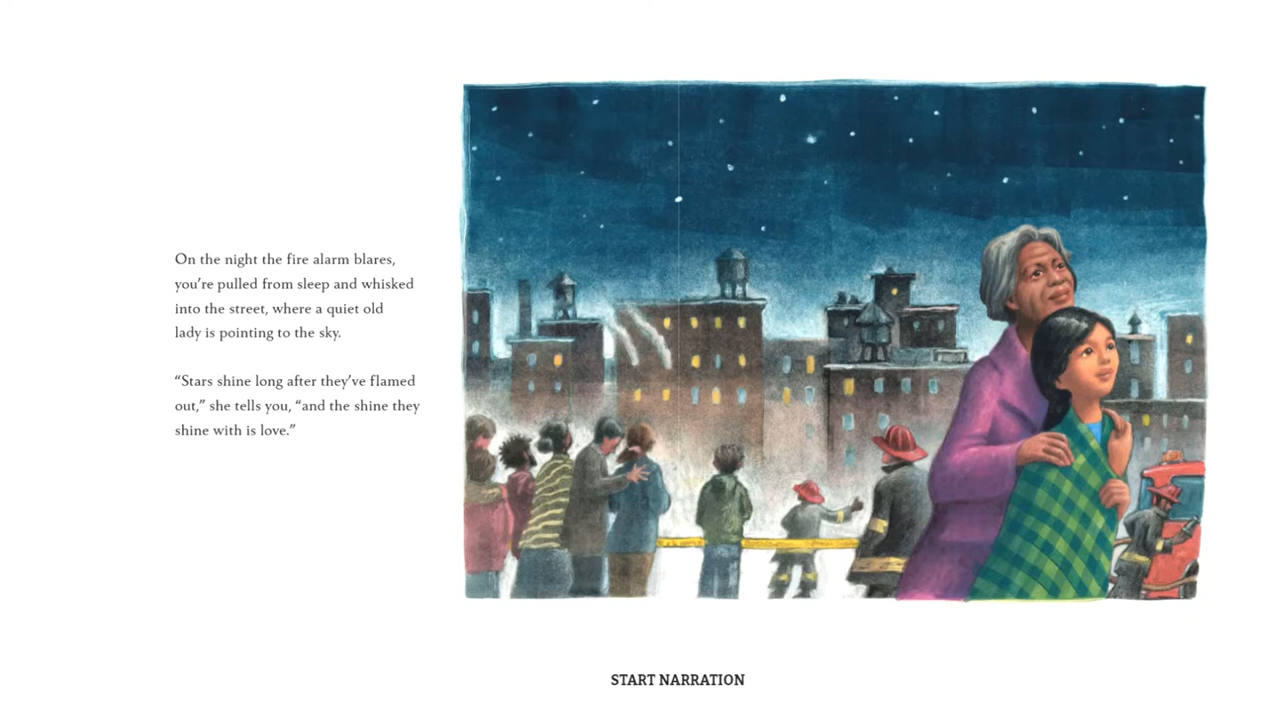 On the night the fire alarm blares,
you’re pulled from sleep and whisked
into the street, where a quiet old
lady is pointing to the sky.
“Stars shine long after they’ve flamed
out,” she tells you, “and the shine they
shine with is love.”
START NARRATION